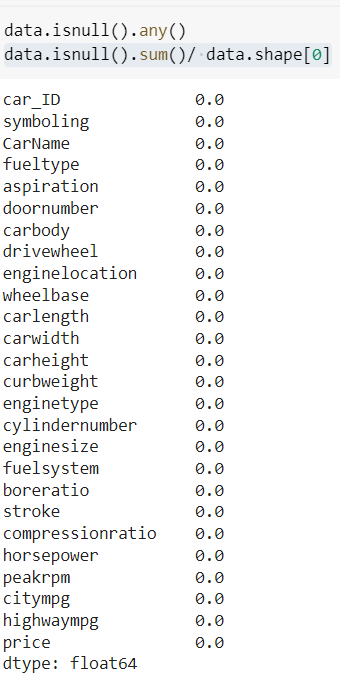 data.isnull().any()
data.isnull().sum()/ data.shape[0]
car_ID 0.0
symboling 0.0
CarName 0.0
fueltype 0.0
aspiration 0.0
doornumber 0.0
carbody 0.0
drivewheel 0.0
enginelocation 0.0
wheelbase 0.0
carlength 0.0
carwidth 0.0
carheight 0.0
curbweight 0.0
enginetype 0.0
cylindernumber 0.0
enginesize 0.0
fuelsystem 0.0
boreratio 0.0
stroke 0.0
compressionratio 0.0
horsepower 0.0
peakrpm 0.0
citympg 0.0
highwaympg 0.0
price 0.0
dtype: float64